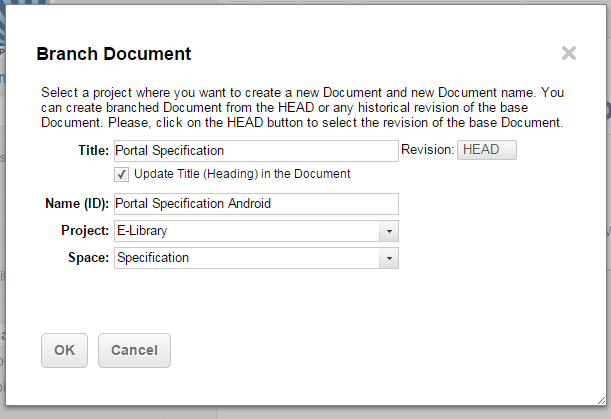 Branch Document
Select a project where you want to create a new Document and new Document name. You
can create branched Document from the HEAD or any historical revision of the base
Document. Please, click on the HEAD button to select the revision of the base Document.
Title: Portal Specification Revision: HEAD
Update Title (Heading) in the Document
Name (ID): Portal Specification Android
Project: E-Library
Space: Specification
OK Cancel